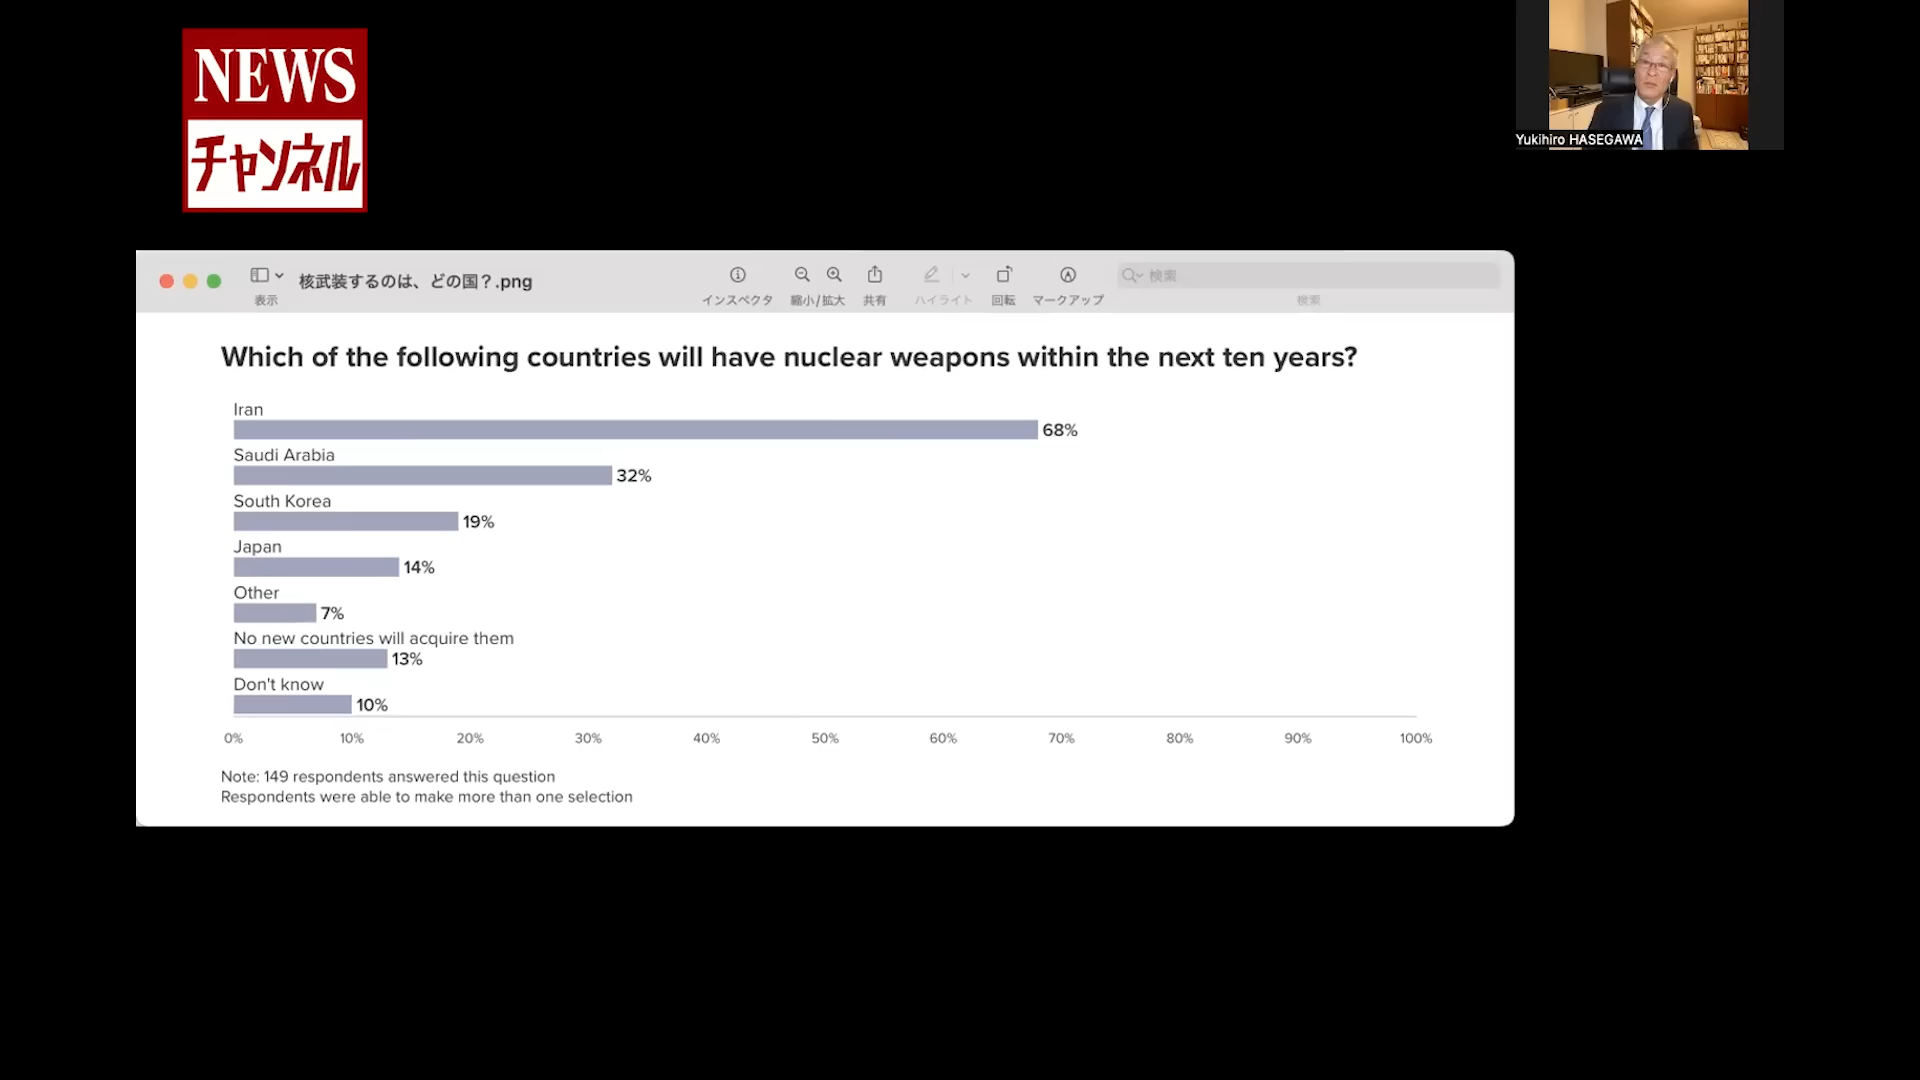 NEWS
チャンネル
Yukihiro HASEGAWA
核武装するのは、どの国？.png
表示
インスペクタ
縮小/拡大
共有
ハイライト
回転
マークアップ
検索
検索
Which of the following countries will have nuclear weapons within the next ten years?
Iran
68%
Saudi Arabia
32%
South Korea
19%
Japan
14%
Other
7%
No new countries will acquire them
13%
Don't know
10%
0% 10% 20% 30% 40% 50% 60% 70% 80% 90% 100%
Note: 149 respondents answered this question
Respondents were able to make more than one selection